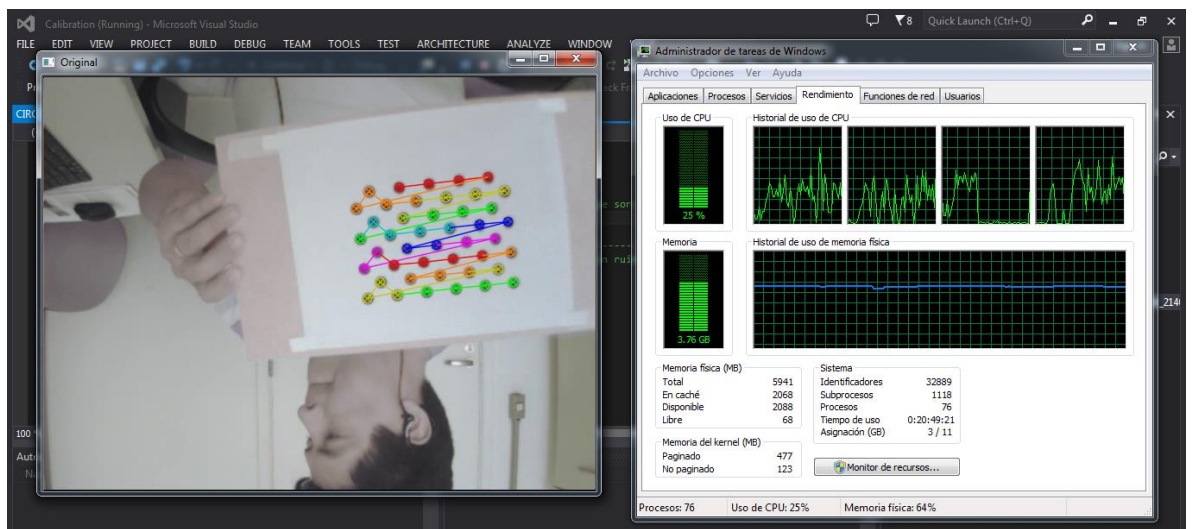 Calibration (Running) - Microsoft Visual Studio
8
Quick Launch (Ctrl+Q)
FILE EDIT VIEW PROJECT BUILD DEBUG TEAM TOOLS TEST ARCHITECTURE ANALYZE WINDOW
Original
Administrador de tareas de Windows
Archivo Opciones Ver Ayuda
Aplicaciones Procesos Servicios Rendimiento Funciones de red Usuarios
Uso de CPU
Historial de uso de CPU
25 %
Memoria
Historial de uso de memoria física
3.76 GB
Memoria física (MB)
Total 5941
En caché 2068
Disponible 2088
Libre 68
Sistema
Identificadores 32889
Subprocesos 1118
Procesos 76
Tiempo de uso 0:20:49:21
Asignación (GB) 3 / 11
Memoria del kernel (MB)
Paginado 477
No paginado 123
Monitor de recursos...
Procesos: 76 Uso de CPU: 25% Memoria física: 64%
100